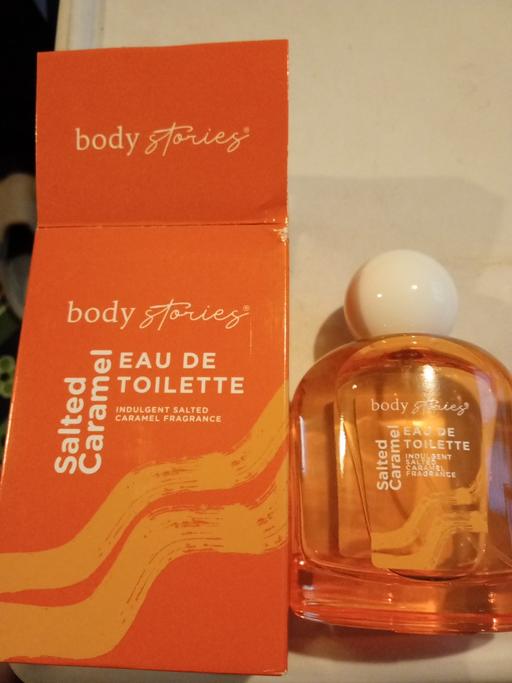 body stories®
body stories®
Salted
Caramel
EAU DE
TOILETTE
INDULGENT SALTED
CARAMEL FRAGRANCE
body stories®
Salted
Caramel
EAU DE
TOILETTE
INDULGENT
SALTED
CARAMEL
FRAGRANCE